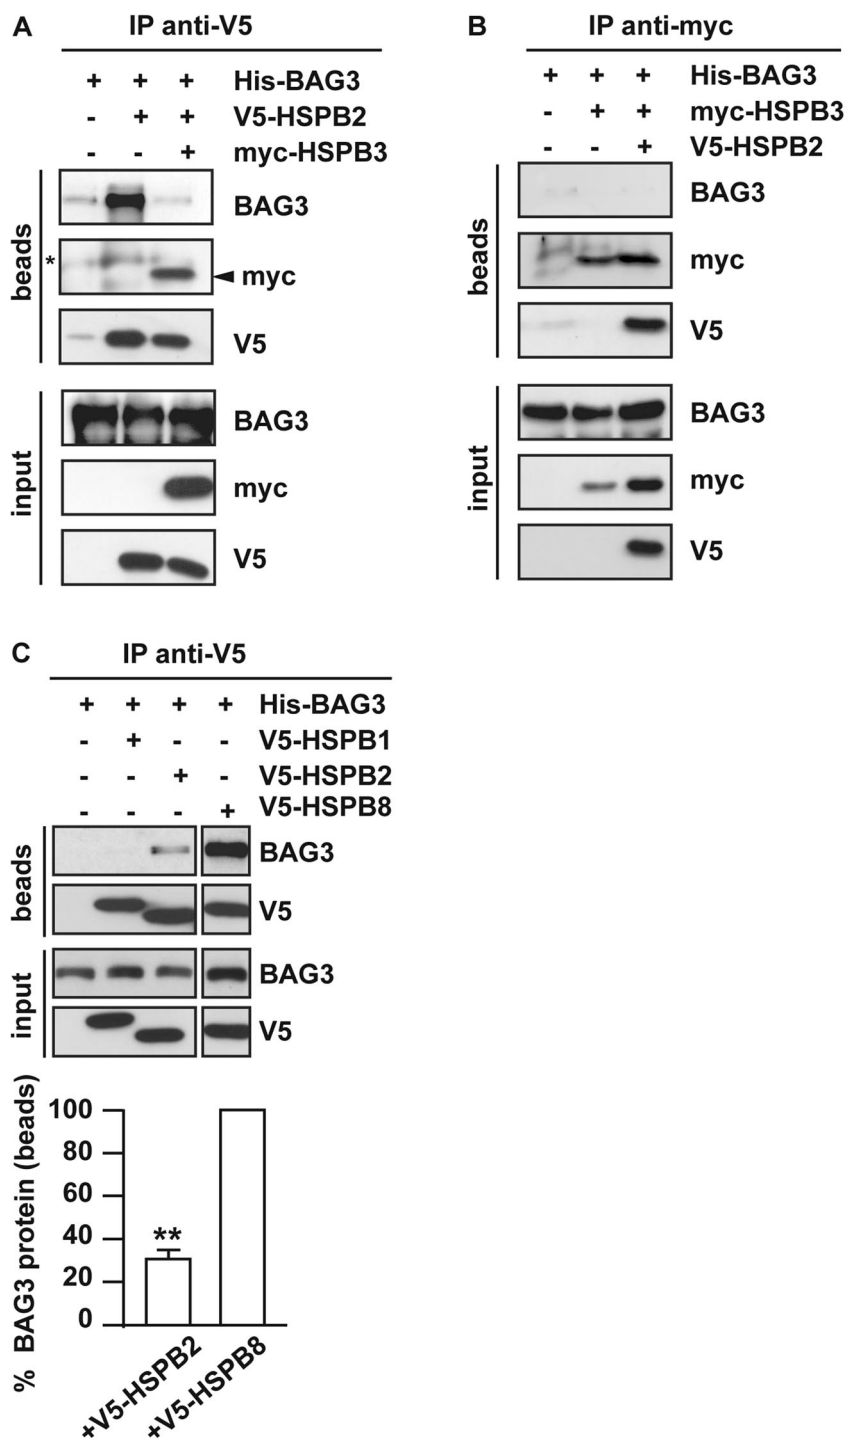 A IP anti-V5
+ + + His-BAG3
- + + V5-HSPB2
- - + myc-HSPB3
beads
BAG3
* myc
V5
input
BAG3
myc
V5
B IP anti-myc
+ + + His-BAG3
- + + myc-HSPB3
- - + V5-HSPB2
beads
BAG3
myc
V5
input
BAG3
myc
V5
C IP anti-V5
+ + + + His-BAG3
- + - - V5-HSPB1
- - + - V5-HSPB2
- - - + V5-HSPB8
beads
BAG3
V5
input
BAG3
V5
% BAG3 protein (beads)
100
80
60
40
20
0
**
+V5-HSPB2
+V5-HSPB8